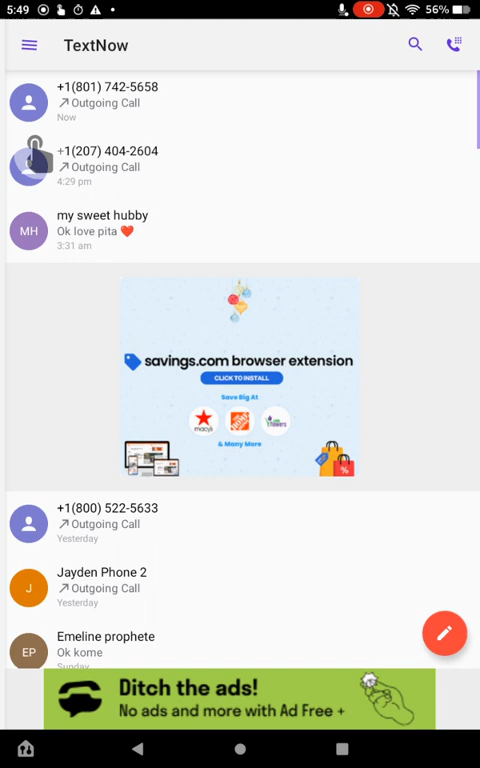 5:49
56%
TextNow
+1(801) 742-5658
Outgoing Call
Now
+1(207) 404-2604
Outgoing Call
4:29 pm
MH
my sweet hubby
Ok love pita ❤️
3:31 am
savings.com browser extension
CLICK TO INSTALL
Save Big At
macy's
& Many More
+1(800) 522-5633
Outgoing Call
Yesterday
J
Jayden Phone 2
Outgoing Call
Yesterday
EP
Emeline prophete
Ok kome
Sunday
Ditch the ads!
No ads and more with Ad Free +